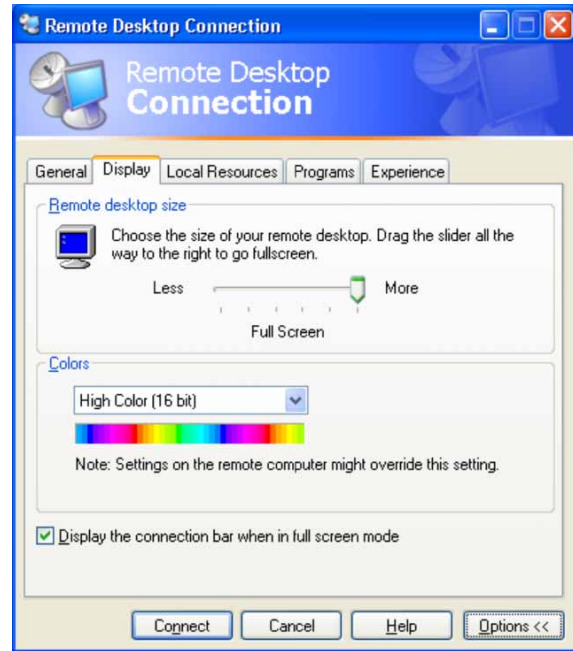 Remote Desktop Connection
Remote Desktop
Connection
General Display Local Resources Programs Experience
Remote desktop size
Choose the size of your remote desktop. Drag the slider all the
way to the right to go fullscreen.
Less More
Full Screen
Colors
High Color (16 bit)
Note: Settings on the remote computer might override this setting.
Display the connection bar when in full screen mode
Connect Cancel Help Options <<